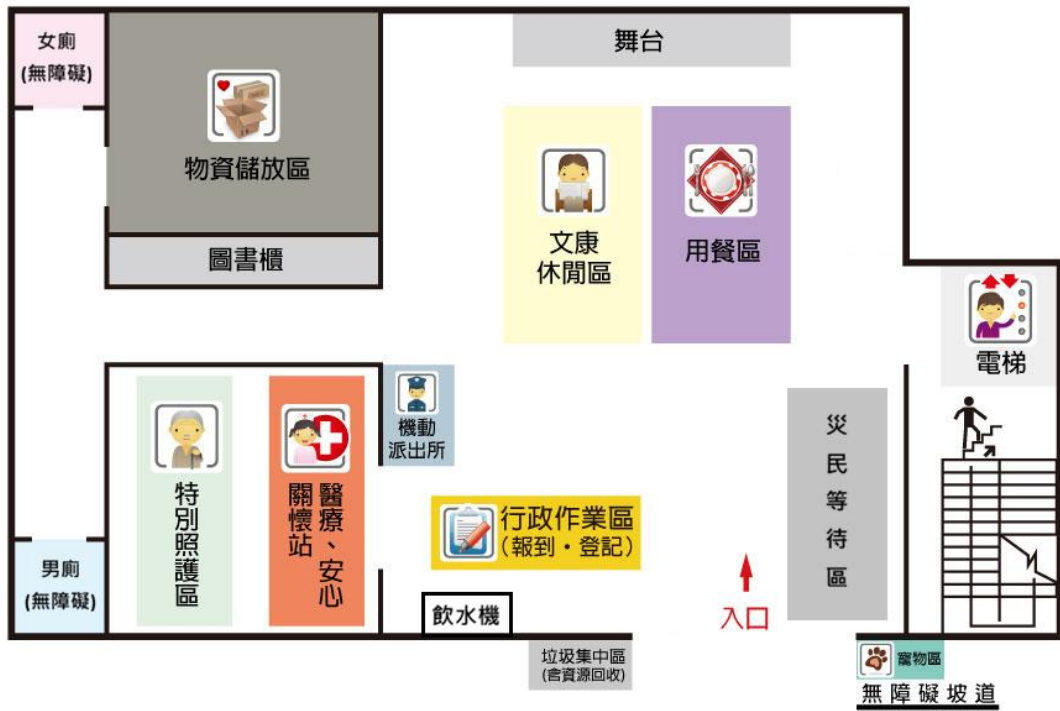 女廁
(無障礙)
舞台
物資儲放區
圖書櫃
文康
休閒區
用餐區
電梯
機動
派出所
特別照護區
醫療、安心
關懷站
行政作業區
(報到・登記)
災民等待區
飲水機
入口
男廁
(無障礙)
垃圾集中區
(含資源回收)
寵物區
無障礙坡道